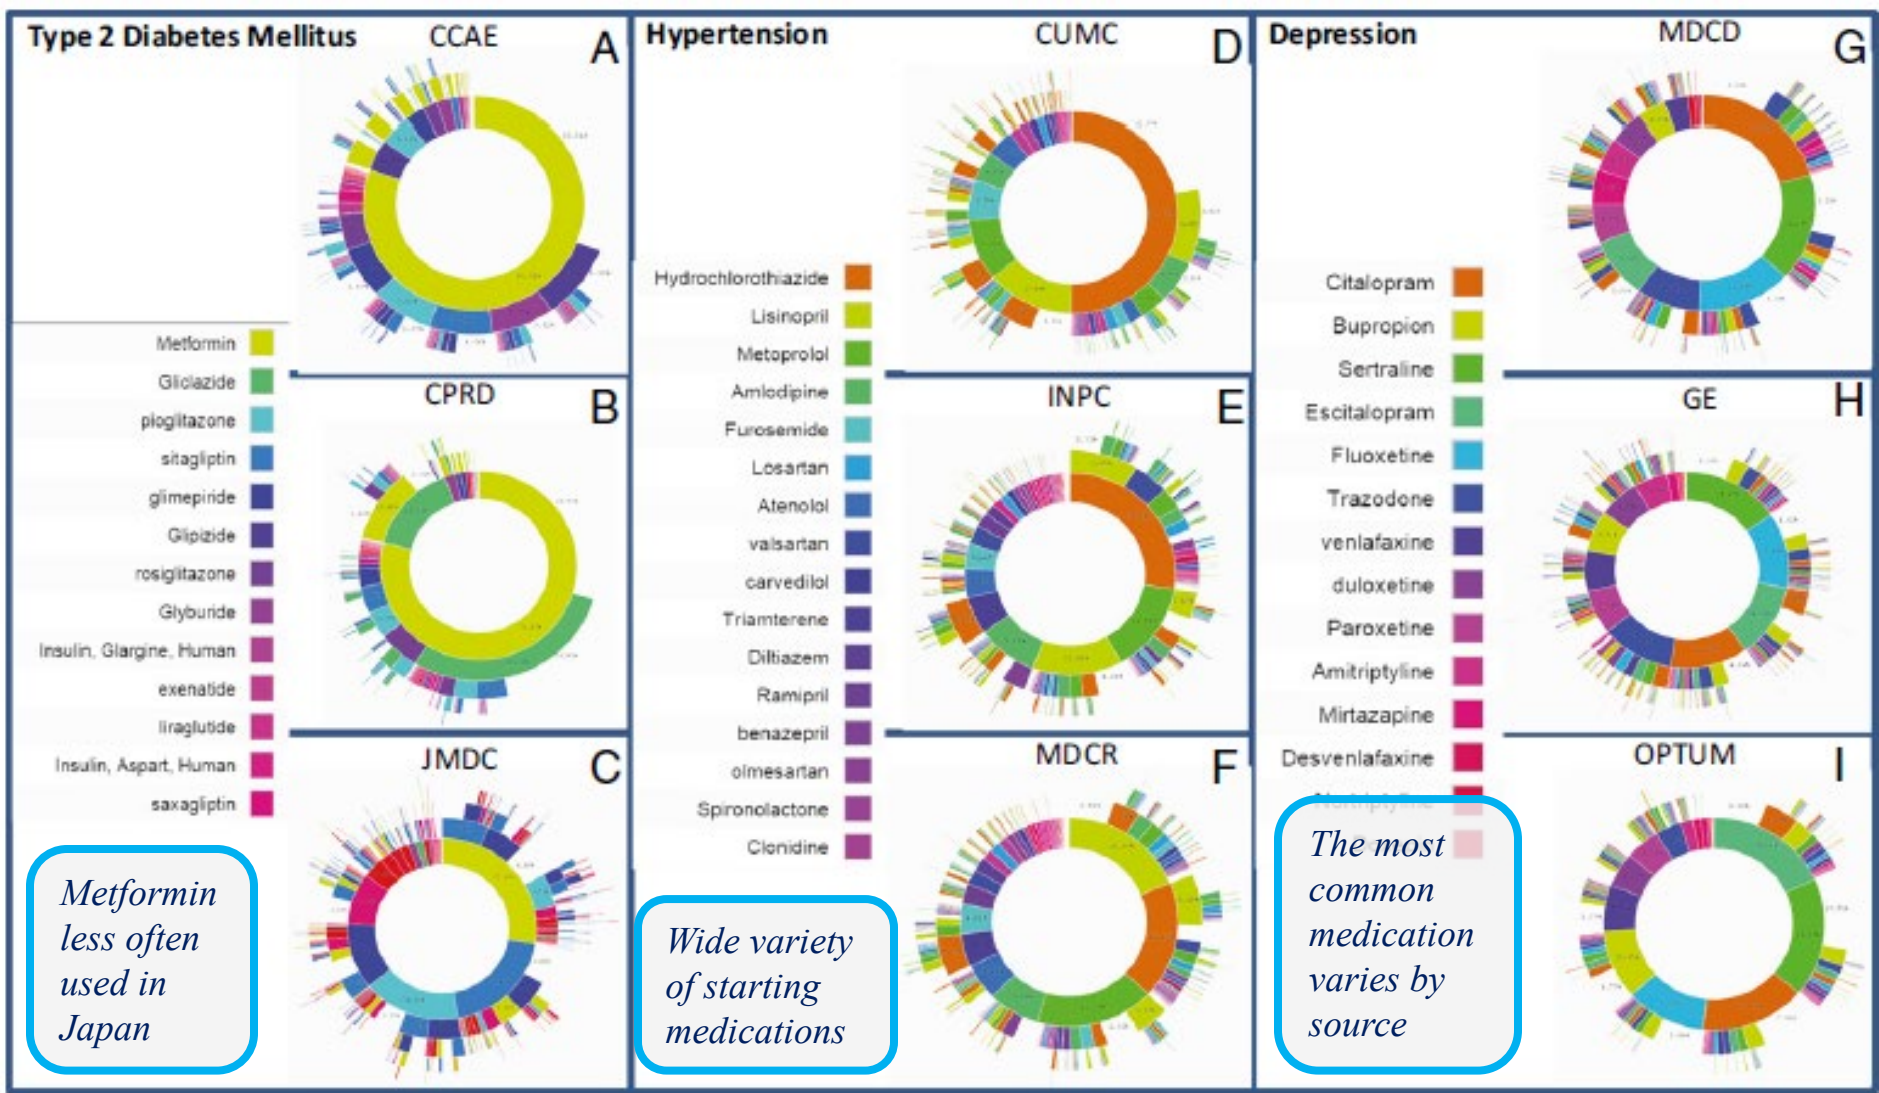 Type 2 Diabetes Mellitus
CCAE
A
Metformin
Gliclazide
pioglitazone
sitagliptin
glimepiride
Glipizide
rosiglitazone
Glyburide
Insulin, Glargine, Human
exenatide
liraglutide
Insulin, Aspart, Human
saxagliptin
CPRD
B
JMDC
C
Metformin
less often
used in
Japan
Hypertension
CUMC
D
Hydrochlorothiazide
Lisinopril
Metoprolol
Amlodipine
Furosemide
Losartan
Atenolol
valsartan
carvedilol
Triamterene
Diltiazem
Ramipril
benazepril
olmesartan
Spironolactone
Clonidine
INPC
E
MDCR
F
Wide variety
of starting
medications
Depression
MDCD
G
Citalopram
Bupropion
Sertraline
Escitalopram
Fluoxetine
Trazodone
venlafaxine
duloxetine
Paroxetine
Amitriptyline
Mirtazapine
Desvenlafaxine
Nortriptyline
GE
H
OPTUM
I
The most
common
medication
varies by
source